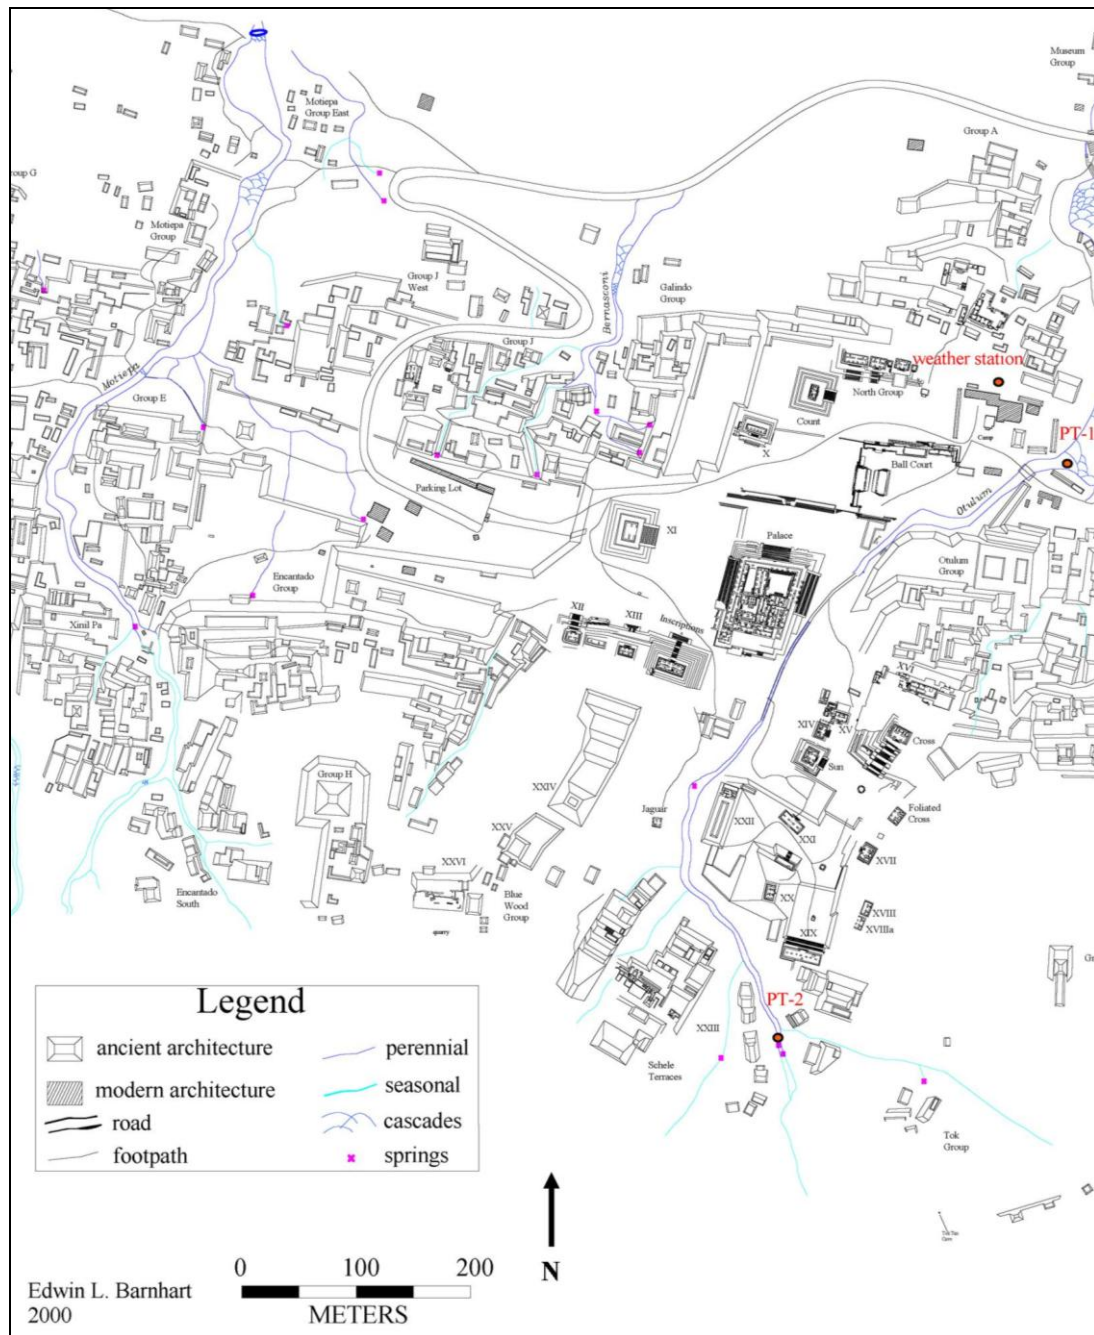 Museum
Group
Motiepa
Group East
Group A
roup G
Motiepa
Group
Group J
West
Bernasconi
Galindo
Group
Group J
weather station
Motiepa
Group E
North Group
Count
PT-1
X
Camp
Ball Court
Parking Lot
Otulum
XI
Palace
Otulum
Group
Encantado
Group
XII
XIII
Inscriptions
Xinil Pa
XVI
XIV
XV
Cross
Sun
Group H
XXIV
Jaguar
XXII
XXI
Foliated
Cross
XXV
XXVI
XVII
Encantado
South
Blue
Wood
Group
XX
XVIII
XVIIIa
quarry
XIX
Gr
PT-2
XXIII
Schele
Terraces
Tok
Group
Legend
ancient architecture
perennial
modern architecture
seasonal
road
cascades
footpath
springs
N
0 100 200
METERS
Edwin L. Barnhart
2000